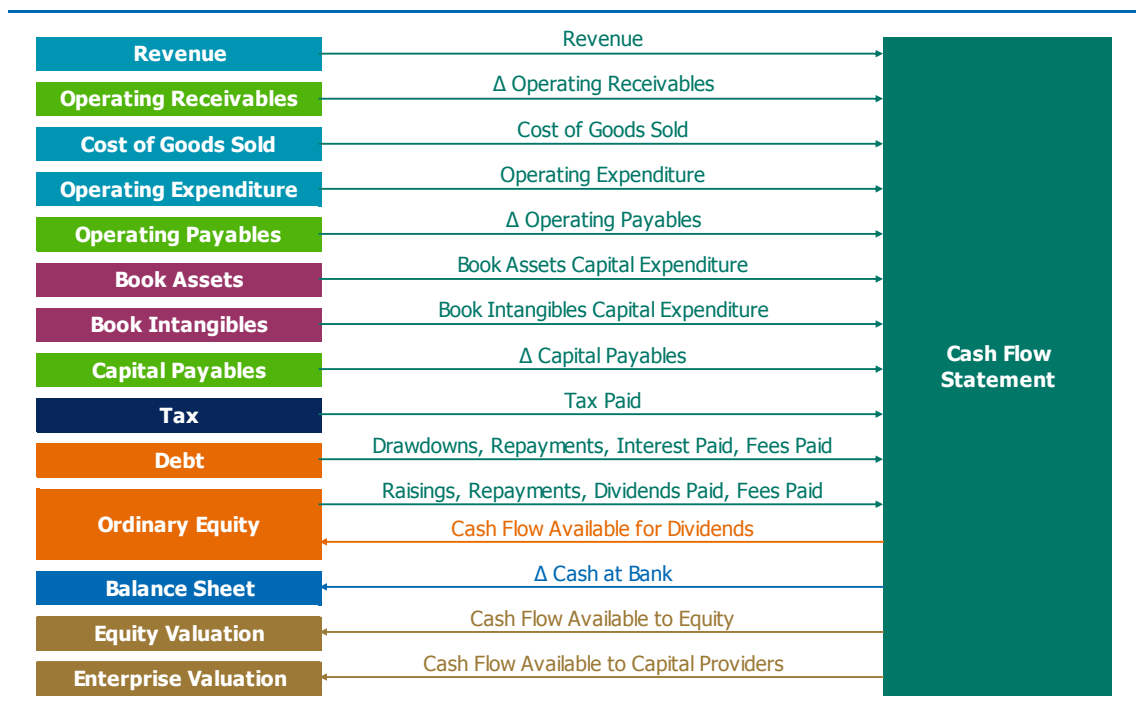 Revenue
Revenue
Operating Receivables
Δ Operating Receivables
Cost of Goods Sold
Cost of Goods Sold
Operating Expenditure
Operating Expenditure
Operating Payables
Δ Operating Payables
Book Assets
Book Assets Capital Expenditure
Book Intangibles
Book Intangibles Capital Expenditure
Capital Payables
Δ Capital Payables
Tax
Tax Paid
Debt
Drawdowns, Repayments, Interest Paid, Fees Paid
Ordinary Equity
Raisings, Repayments, Dividends Paid, Fees Paid
Cash Flow Available for Dividends
Balance Sheet
Δ Cash at Bank
Equity Valuation
Cash Flow Available to Equity
Enterprise Valuation
Cash Flow Available to Capital Providers
Cash Flow
Statement